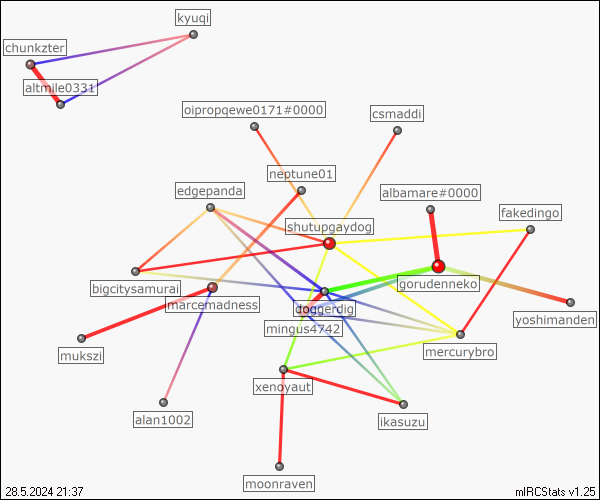 kyuqi
chunkzter
altmile0331
oipropqewe0171#0000
csmaddi
neptune01
edgepanda
albamare#0000
fakedingo
shutupgaydog
gorudenneko
bigcitysamurai
marcemadness
doggerdig
yoshimanden
mingus4742
mukszi
mercurybro
xenoyaut
alan1002
ikasuzu
moonraven
28.5.2024 21:37
mIRCStats v1.25